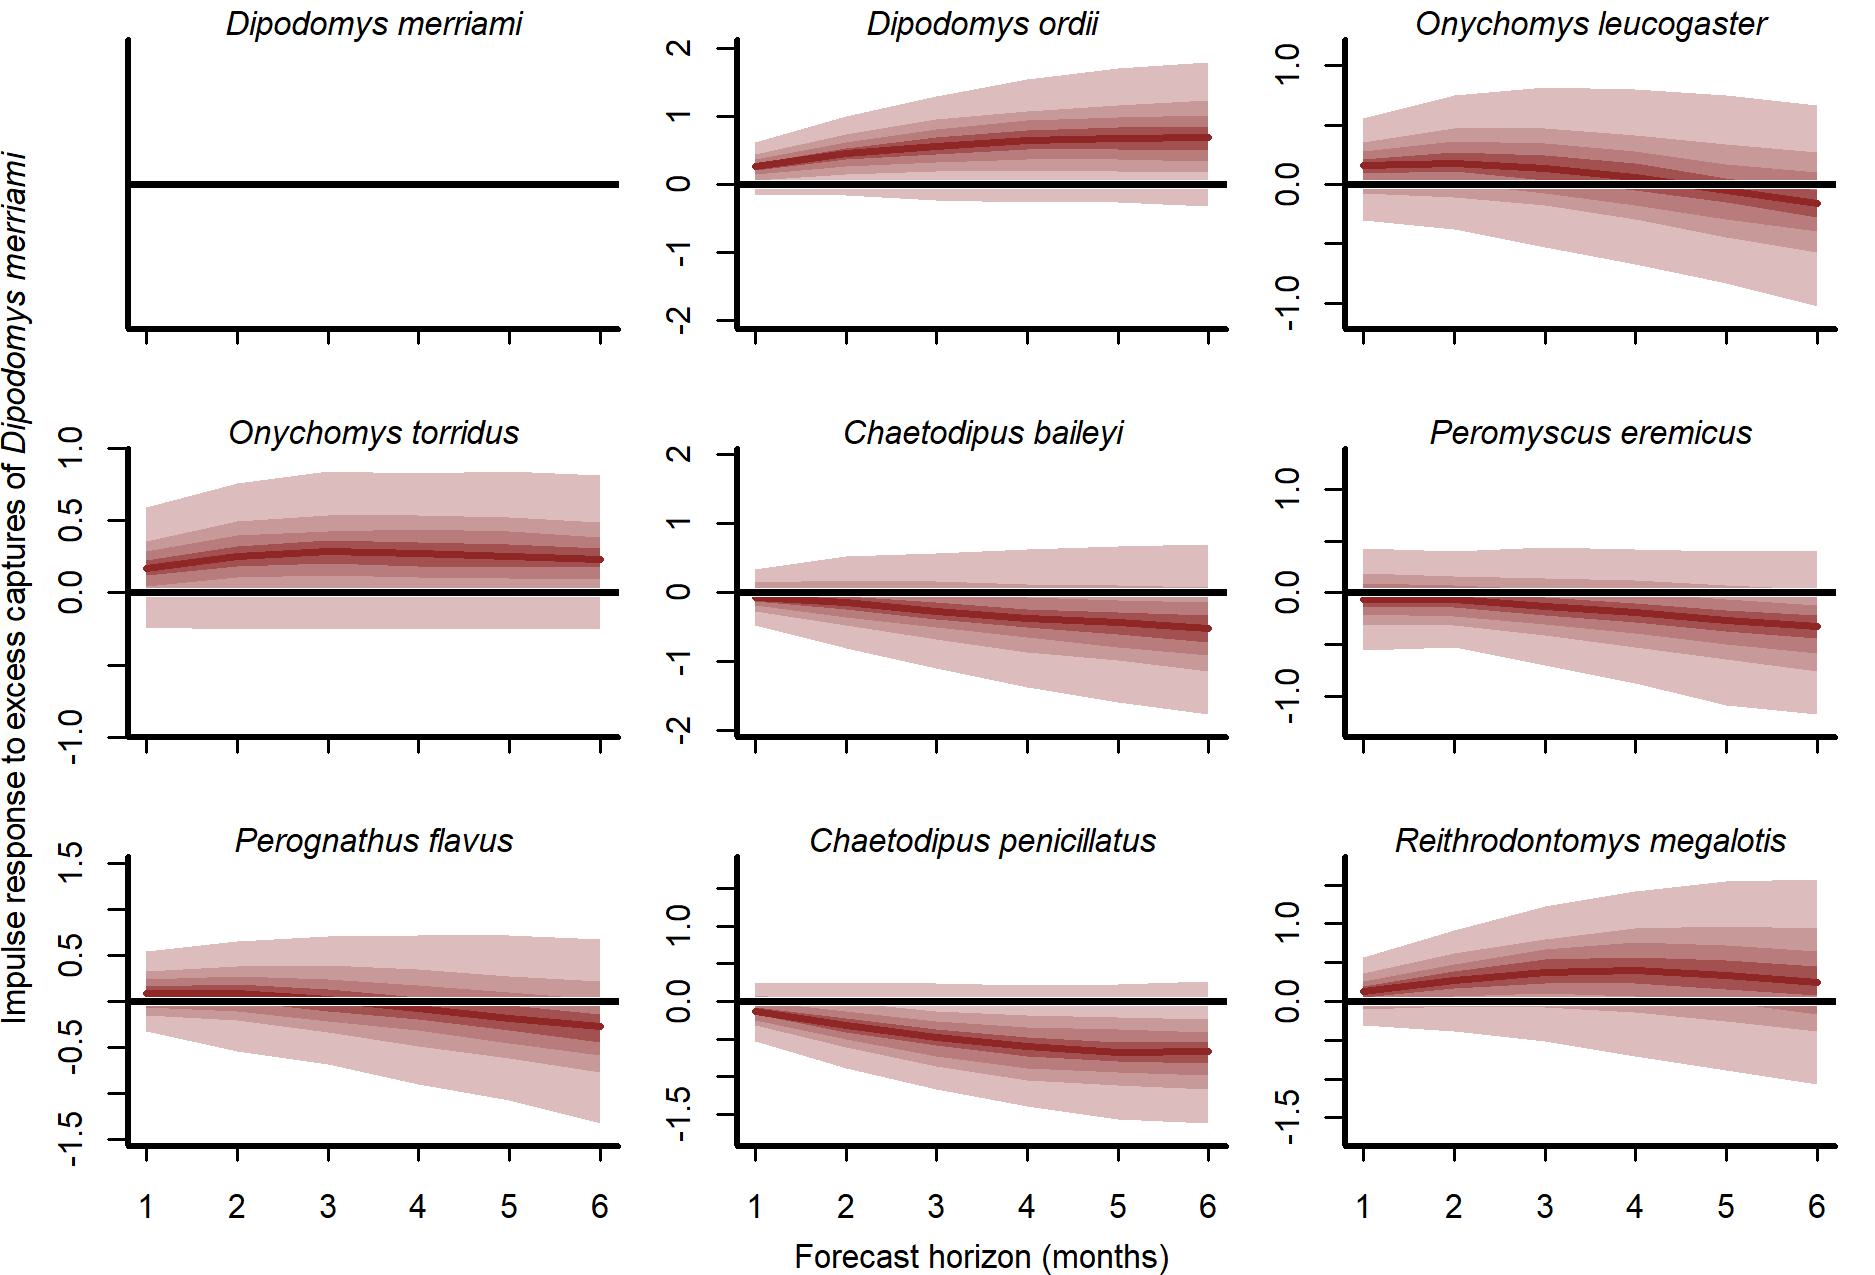 Impulse response to excess captures of Dipodomys merriami
Dipodomys merriami
Dipodomys ordii
2
1
0
-1
-2
Onychomys leucogaster
1.0
0.0
-1.0
Onychomys torridus
1.0
0.5
0.0
-1.0
Chaetodipus baileyi
2
1
0
-1
-2
Peromyscus eremicus
1.0
0.0
-1.0
Perognathus flavus
1.5
0.5
-0.5
-1.5
Chaetodipus penicillatus
1.0
0.0
-1.5
Reithrodontomys megalotis
1.0
0.0
-1.5
1 2 3 4 5 6
1 2 3 4 5 6
1 2 3 4 5 6
Forecast horizon (months)